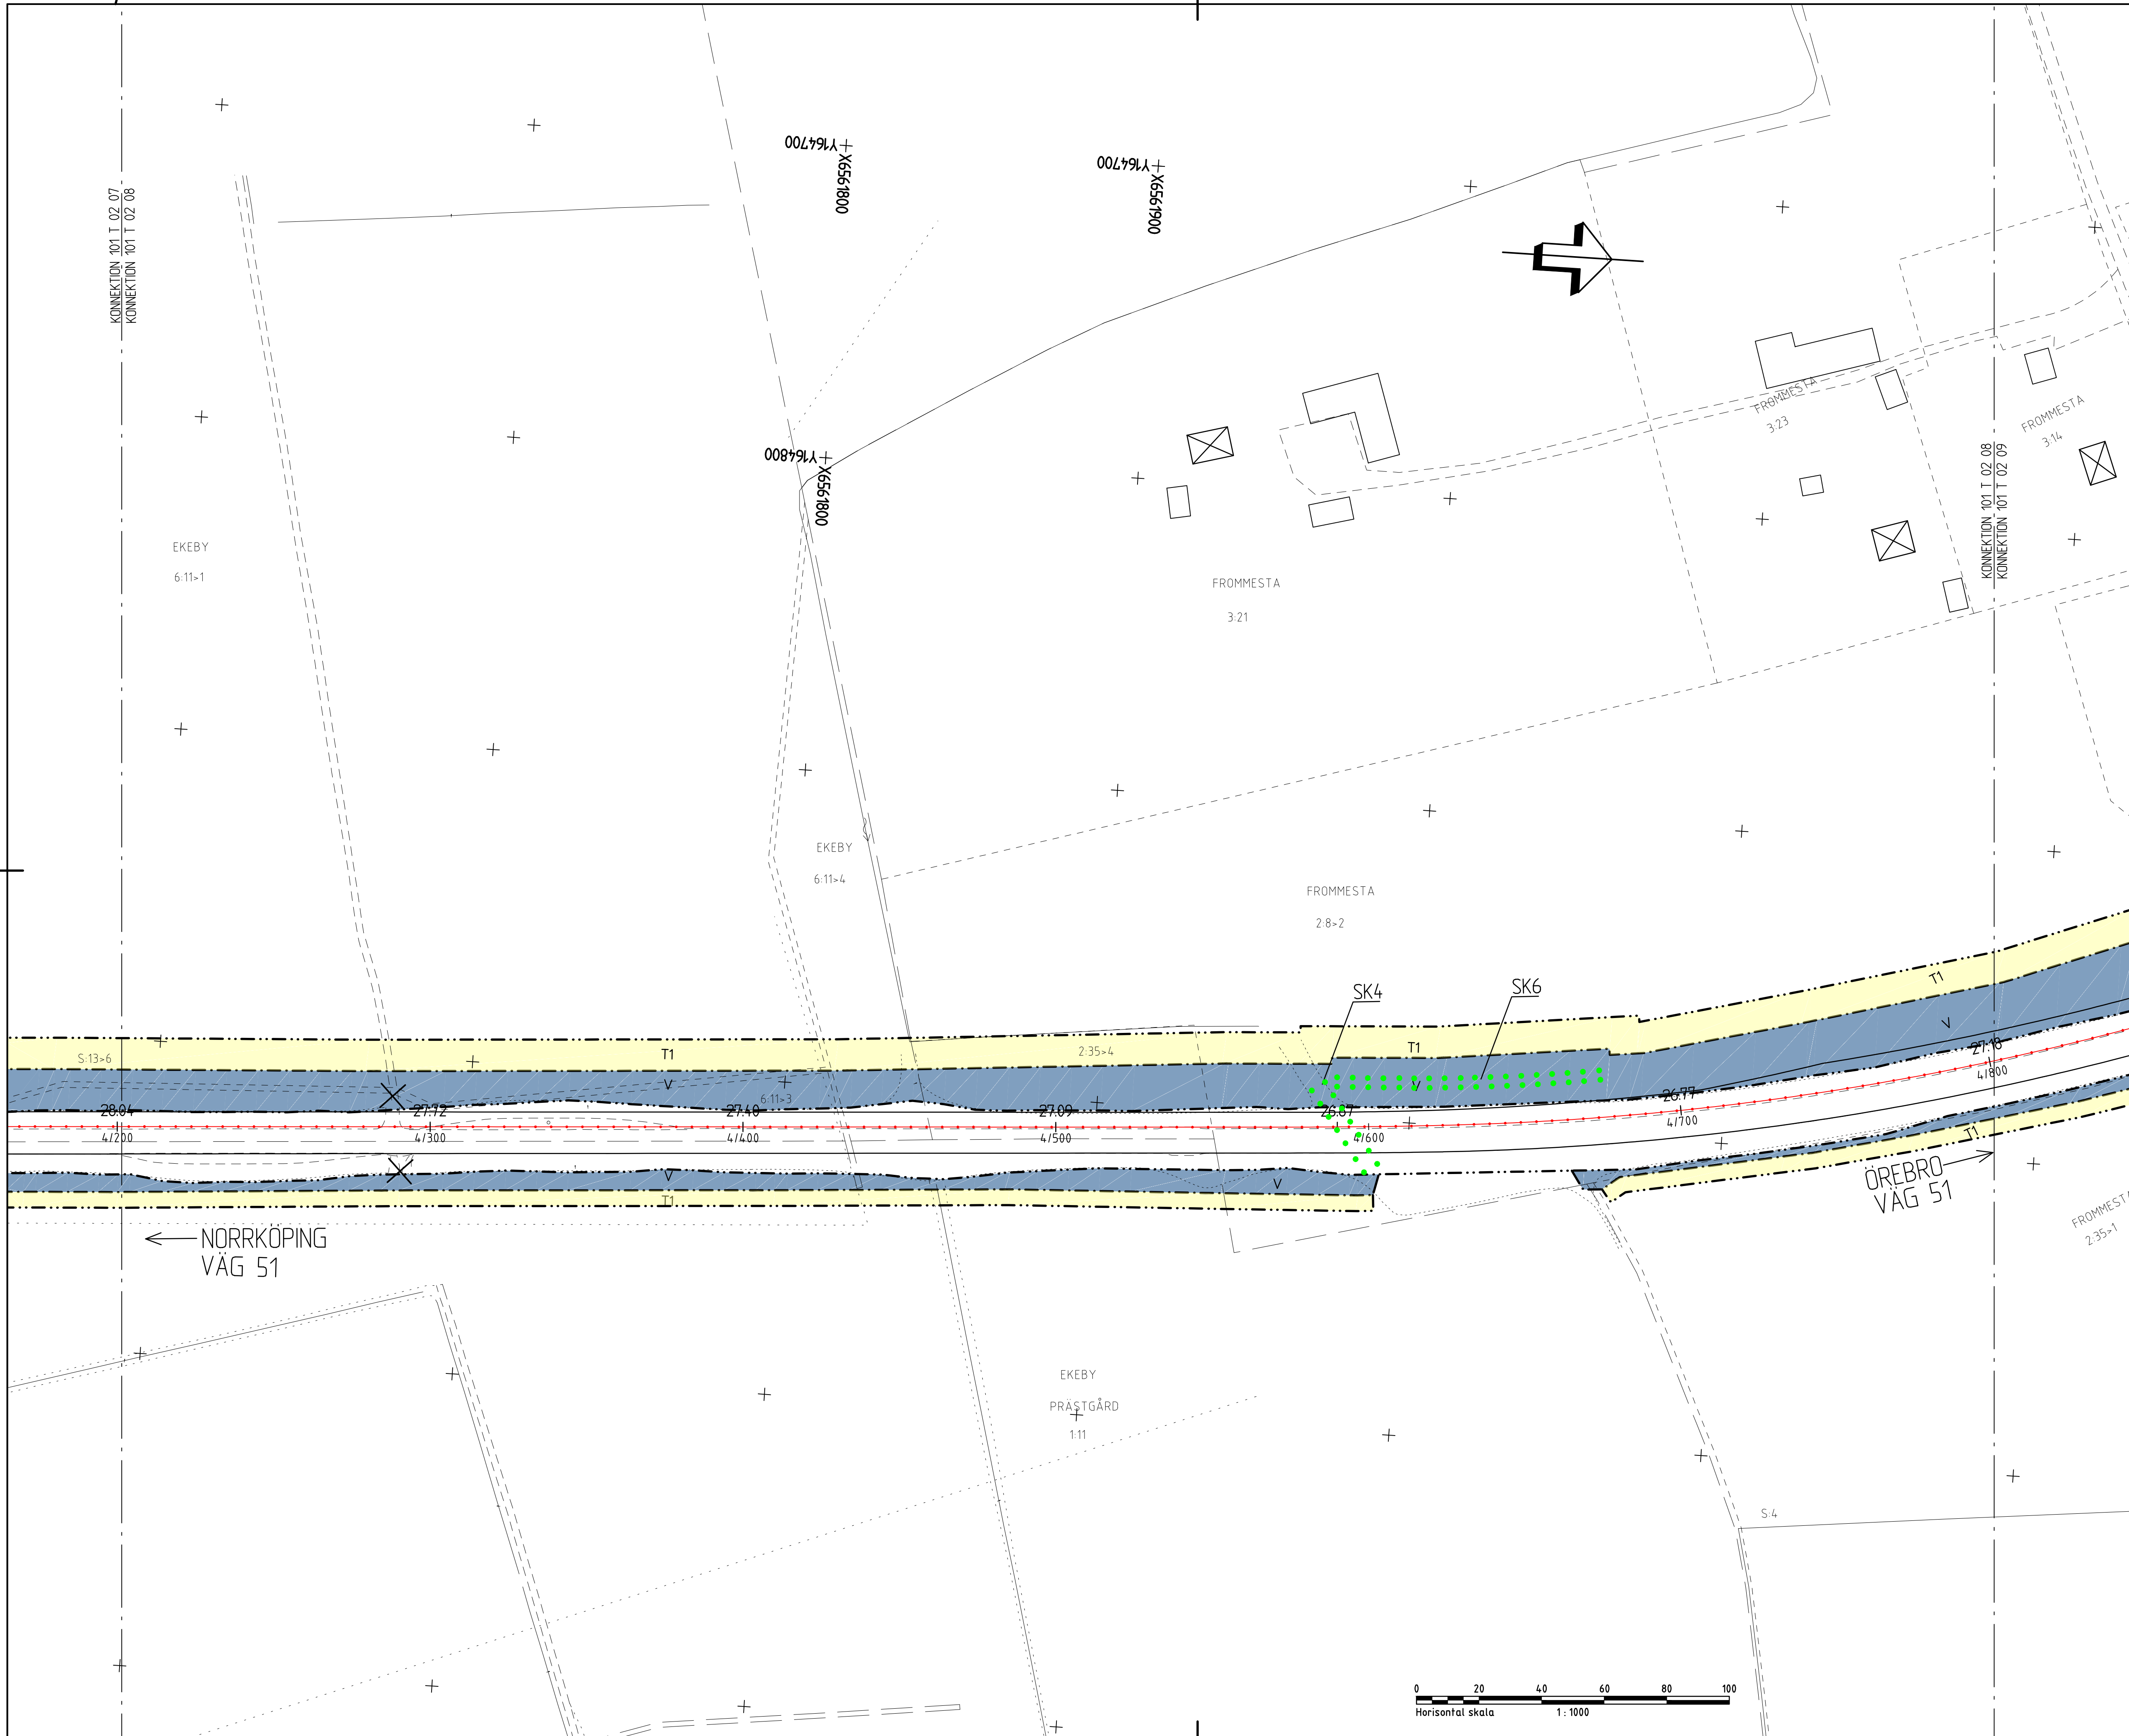 KONNEKTION 101 T 02 07
KONNEKTION 101 T 02 08
Y164700
X6561800
Y164700
X6561900
Y164800
X6561800
FROMMESTA
3:23
FROMMESTA
3:14
KONNEKTION 101 T 02 08
KONNEKTION 101 T 02 09
EKEBY
6:11>1
FROMMESTA
3:21
EKEBY
6:11>4
FROMMESTA
2:8>2
SK4
SK6
T1
S:13>6
T1
2:35>4
T1
V
6:11>3
V
V
28.04
27.72
27.40
27.09
26.87
26.77
27.18
4/200
4/300
4/400
4/500
4/600
4/700
4/800
V
T1
V
T1
NORRKÖPING
VÄG 51
ÖREBRO
VÄG 51
FROMMESTA
2:35>1
EKEBY
PRÄSTGÅRD
1:11
S:4
0 20 40 60 80 100
Horisontal skala 1 : 1000